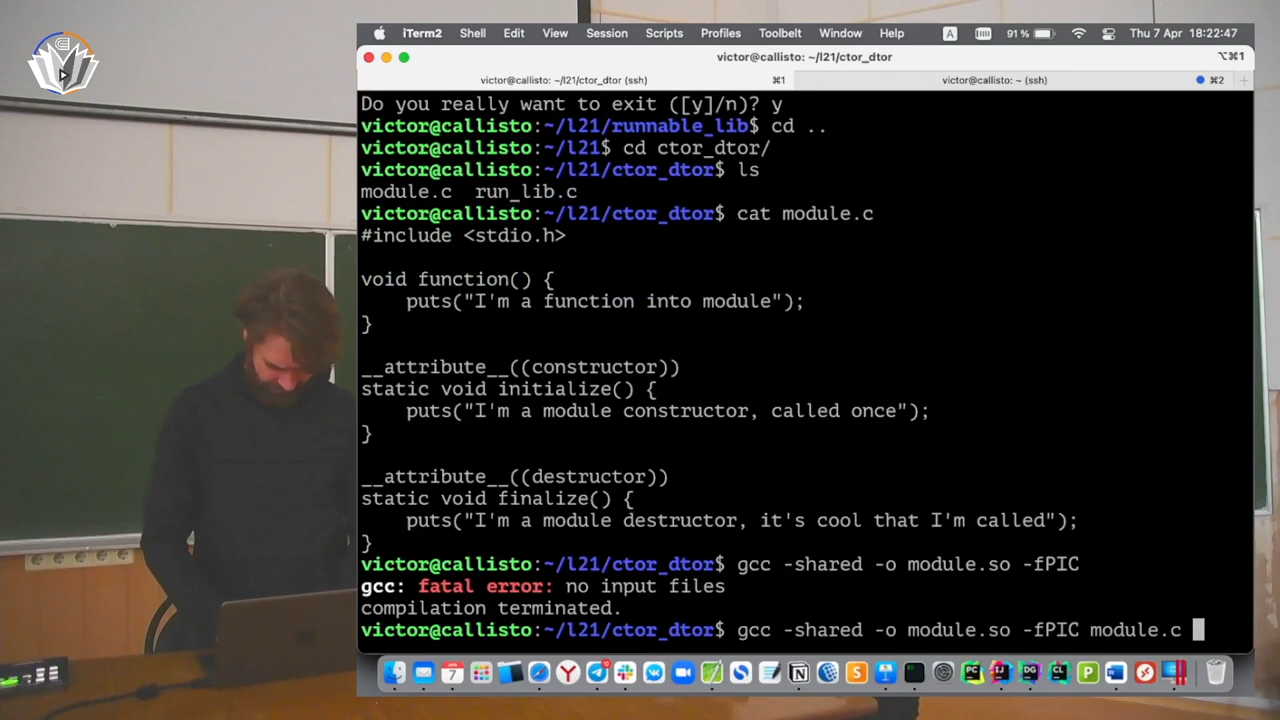 iTerm2 Shell Edit View Session Scripts Profiles Toolbelt Window Help A 91 % Thu 7 Apr 18:22:47
victor@callisto: ~/l21/ctor_dtor ⌥⌘1
victor@callisto: ~/l21/ctor_dtor (ssh) ⌘1 victor@callisto: ~ (ssh) ⌘2
Do you really want to exit ([y]/n)? y
victor@callisto:~/l21/runnable_lib$ cd ..
victor@callisto:~/l21$ cd ctor_dtor/
victor@callisto:~/l21/ctor_dtor$ ls
module.c  run_lib.c
victor@callisto:~/l21/ctor_dtor$ cat module.c
#include <stdio.h>
void function() {
    puts("I'm a function into module");
}
__attribute__((constructor))
static void initialize() {
    puts("I'm a module constructor, called once");
}
__attribute__((destructor))
static void finalize() {
    puts("I'm a module destructor, it's cool that I'm called");
}
victor@callisto:~/l21/ctor_dtor$ gcc -shared -o module.so -fPIC
gcc: fatal error: no input files
compilation terminated.
victor@callisto:~/l21/ctor_dtor$ gcc -shared -o module.so -fPIC module.c